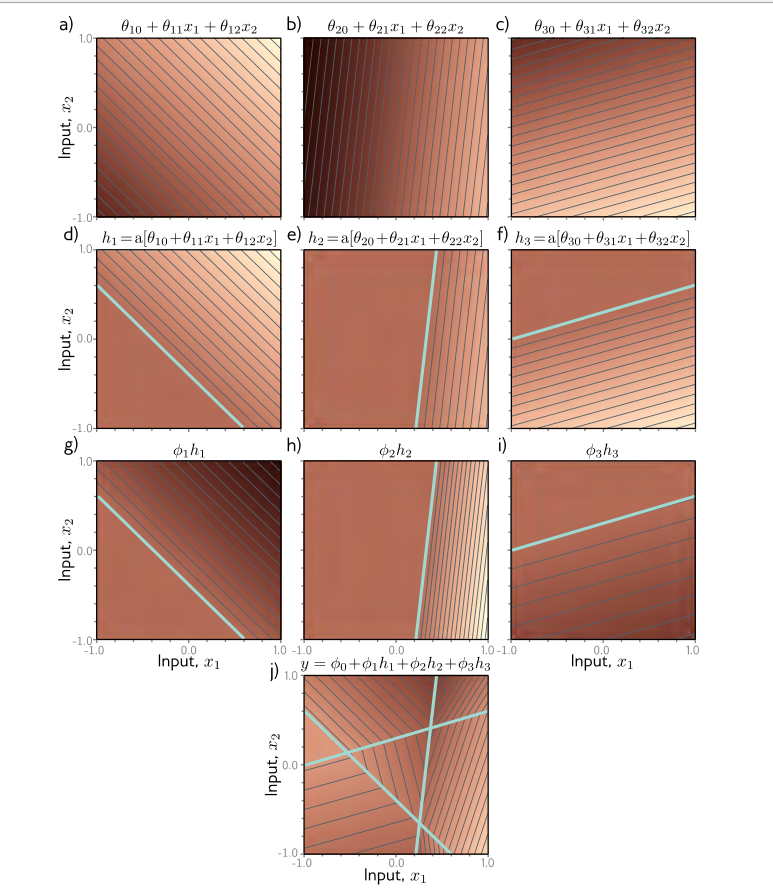 a) θ₁₀ + θ₁₁x₁ + θ₁₂x₂
b) θ₂₀ + θ₂₁x₁ + θ₂₂x₂
c) θ₃₀ + θ₃₁x₁ + θ₃₂x₂
1.0
0.0
-1.0
Input, x₂
d) h₁=a[θ₁₀+θ₁₁x₁+θ₁₂x₂]
e) h₂=a[θ₂₀+θ₂₁x₁+θ₂₂x₂]
f) h₃=a[θ₃₀+θ₃₁x₁+θ₃₂x₂]
1.0
0.0
-1.0
Input, x₂
g) ϕ₁h₁
h) ϕ₂h₂
i) ϕ₃h₃
1.0
0.0
-1.0
Input, x₂
-1.0 0.0 1.0
Input, x₁
-1.0 0.0 1.0
Input, x₁
j) y = ϕ₀+ϕ₁h₁+ϕ₂h₂+ϕ₃h₃
1.0
0.0
-1.0
Input, x₂
-1.0 0.0 1.0
Input, x₁